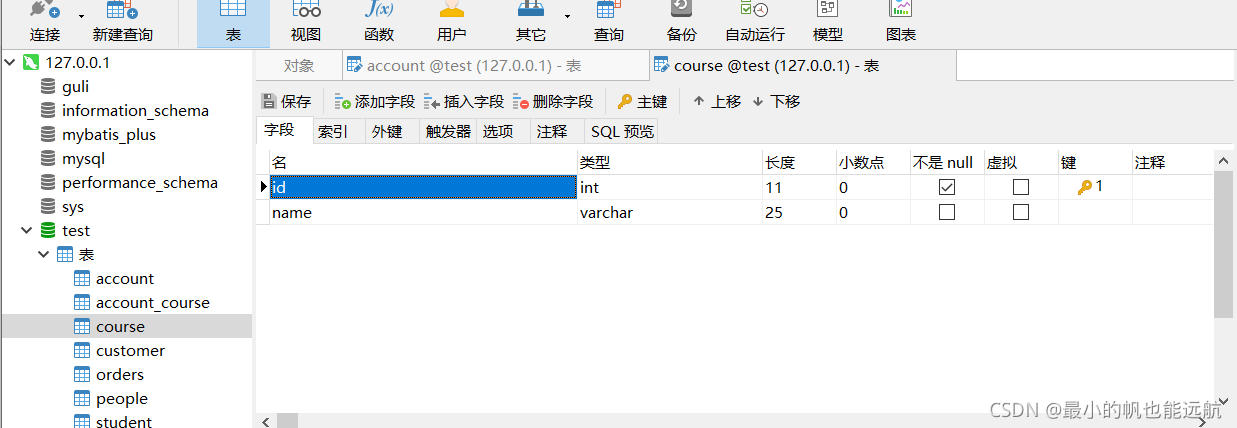 连接 新建查询 表 视图 函数 用户 其它 查询 备份 自动运行 模型 图表
127.0.0.1
guli
information_schema
mybatis_plus
mysql
performance_schema
sys
test
表
account
account_course
course
customer
orders
people
student
对象 account @test (127.0.0.1) - 表 course @test (127.0.0.1) - 表
保存 添加字段 插入字段 删除字段 主键 上移 下移
字段 索引 外键 触发器 选项 注释 SQL 预览
名 类型 长度 小数点 不是 null 虚拟 键 注释
id int 11 0 1
name varchar 25 0
CSDN @最小的帆也能远航